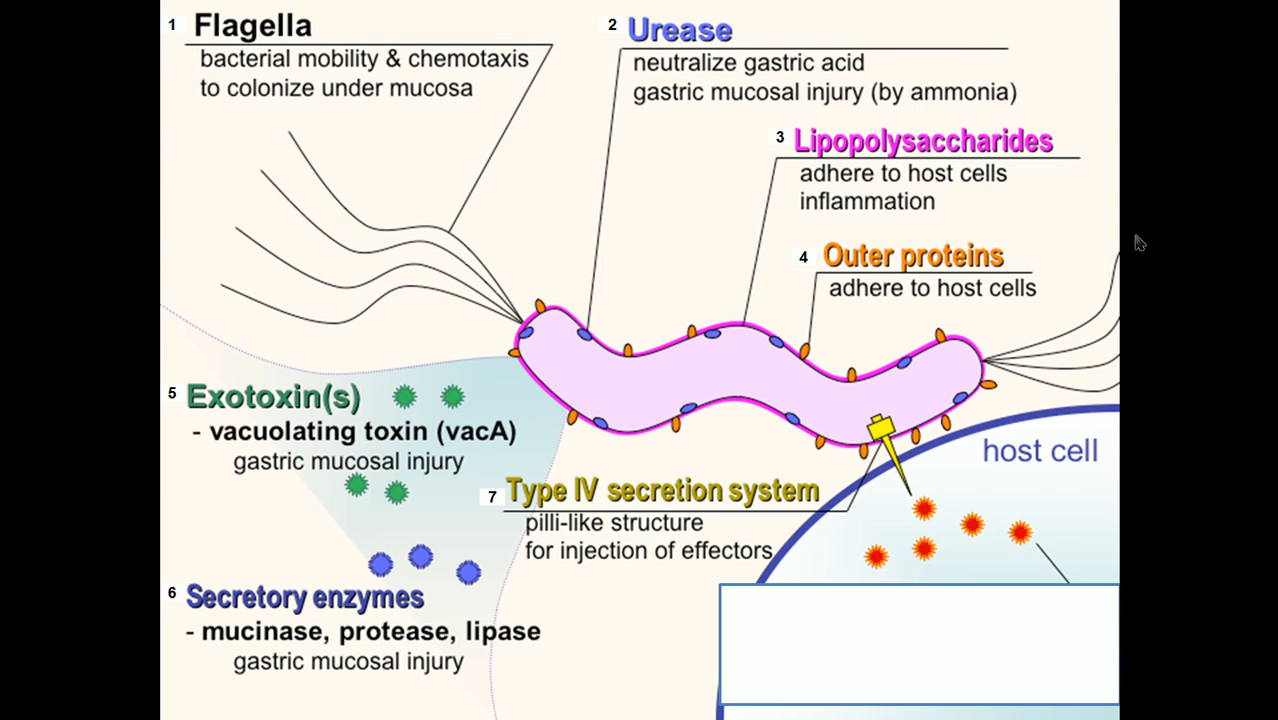 1 Flagella
bacterial mobility & chemotaxis
to colonize under mucosa
2 Urease
neutralize gastric acid
gastric mucosal injury (by ammonia)
3 Lipopolysaccharides
adhere to host cells
inflammation
4 Outer proteins
adhere to host cells
5 Exotoxin(s)
- vacuolating toxin (vacA)
gastric mucosal injury
host cell
7 Type IV secretion system
pilli-like structure
for injection of effectors
6 Secretory enzymes
- mucinase, protease, lipase
gastric mucosal injury